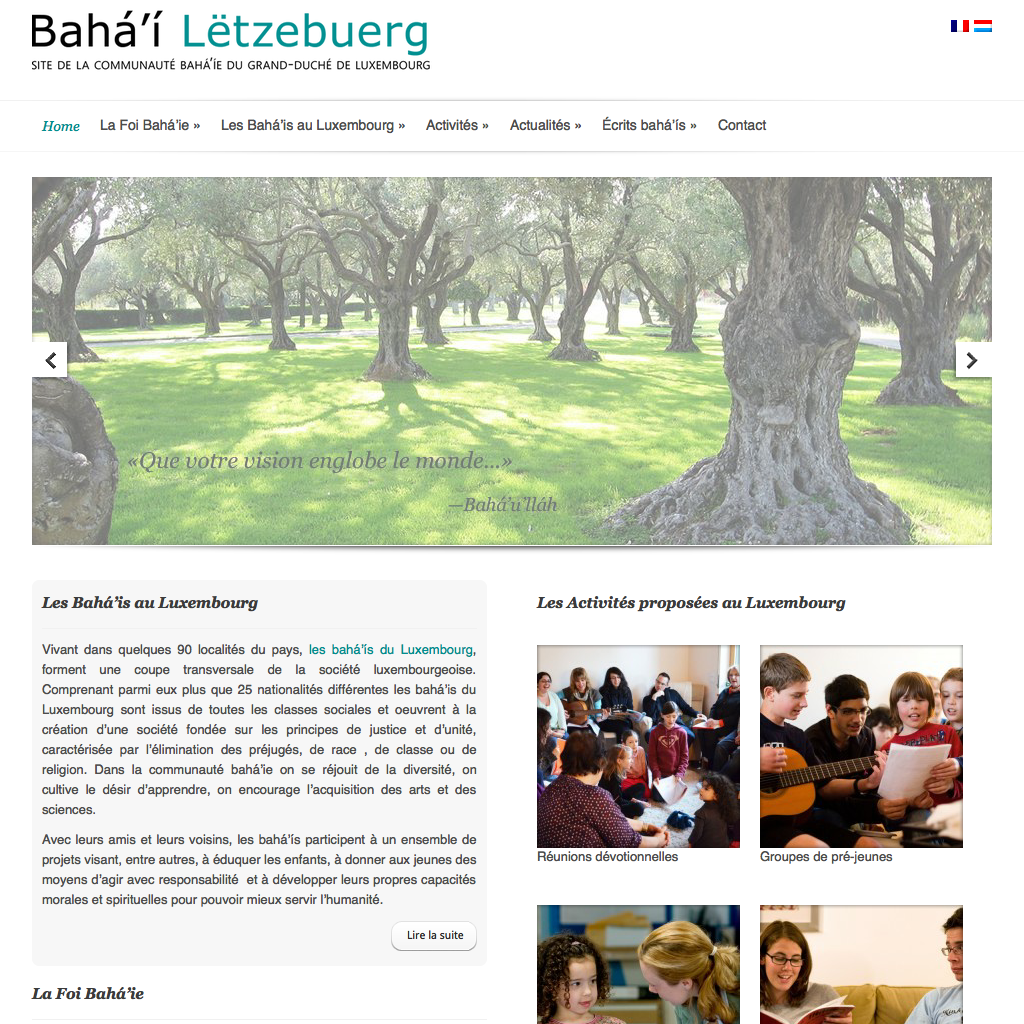 Bahá’í Lëtzebuerg
SITE DE LA COMMUNAUTÉ BAHÁ’ÍE DU GRAND-DUCHÉ DE LUXEMBOURG
Home La Foi Bahá’ie » Les Bahá’is au Luxembourg » Activités » Actualités » Écrits bahá’ís » Contact
«Que votre vision englobe le monde...»
—Bahá’u’lláh
Les Bahá’is au Luxembourg
Vivant dans quelques 90 localités du pays, les bahá’ís du Luxembourg,
forment une coupe transversale de la société luxembourgeoise.
Comprenant parmi eux plus que 25 nationalités différentes les bahá’is du
Luxembourg sont issus de toutes les classes sociales et oeuvrent à la
création d’une société fondée sur les principes de justice et d’unité,
caractérisée par l’élimination des préjugés, de race , de classe ou de
religion. Dans la communauté bahá’ie on se réjouit de la diversité, on
cultive le désir d’apprendre, on encourage l’acquisition des arts et des
sciences.
Avec leurs amis et leurs voisins, les bahá’ís participent à un ensemble de
projets visant, entre autres, à éduquer les enfants, à donner aux jeunes des
moyens d’agir avec responsabilité  et à développer leurs propres capacités
morales et spirituelles pour pouvoir mieux servir l’humanité.
Lire la suite
La Foi Bahá’ie
Les Activités proposées au Luxembourg
Réunions dévotionnelles
Groupes de pré-jeunes